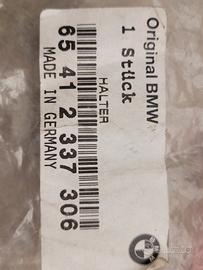 Original BMW
1 Stück
HALTER
65 41 2 337 306
MADE IN GERMANY